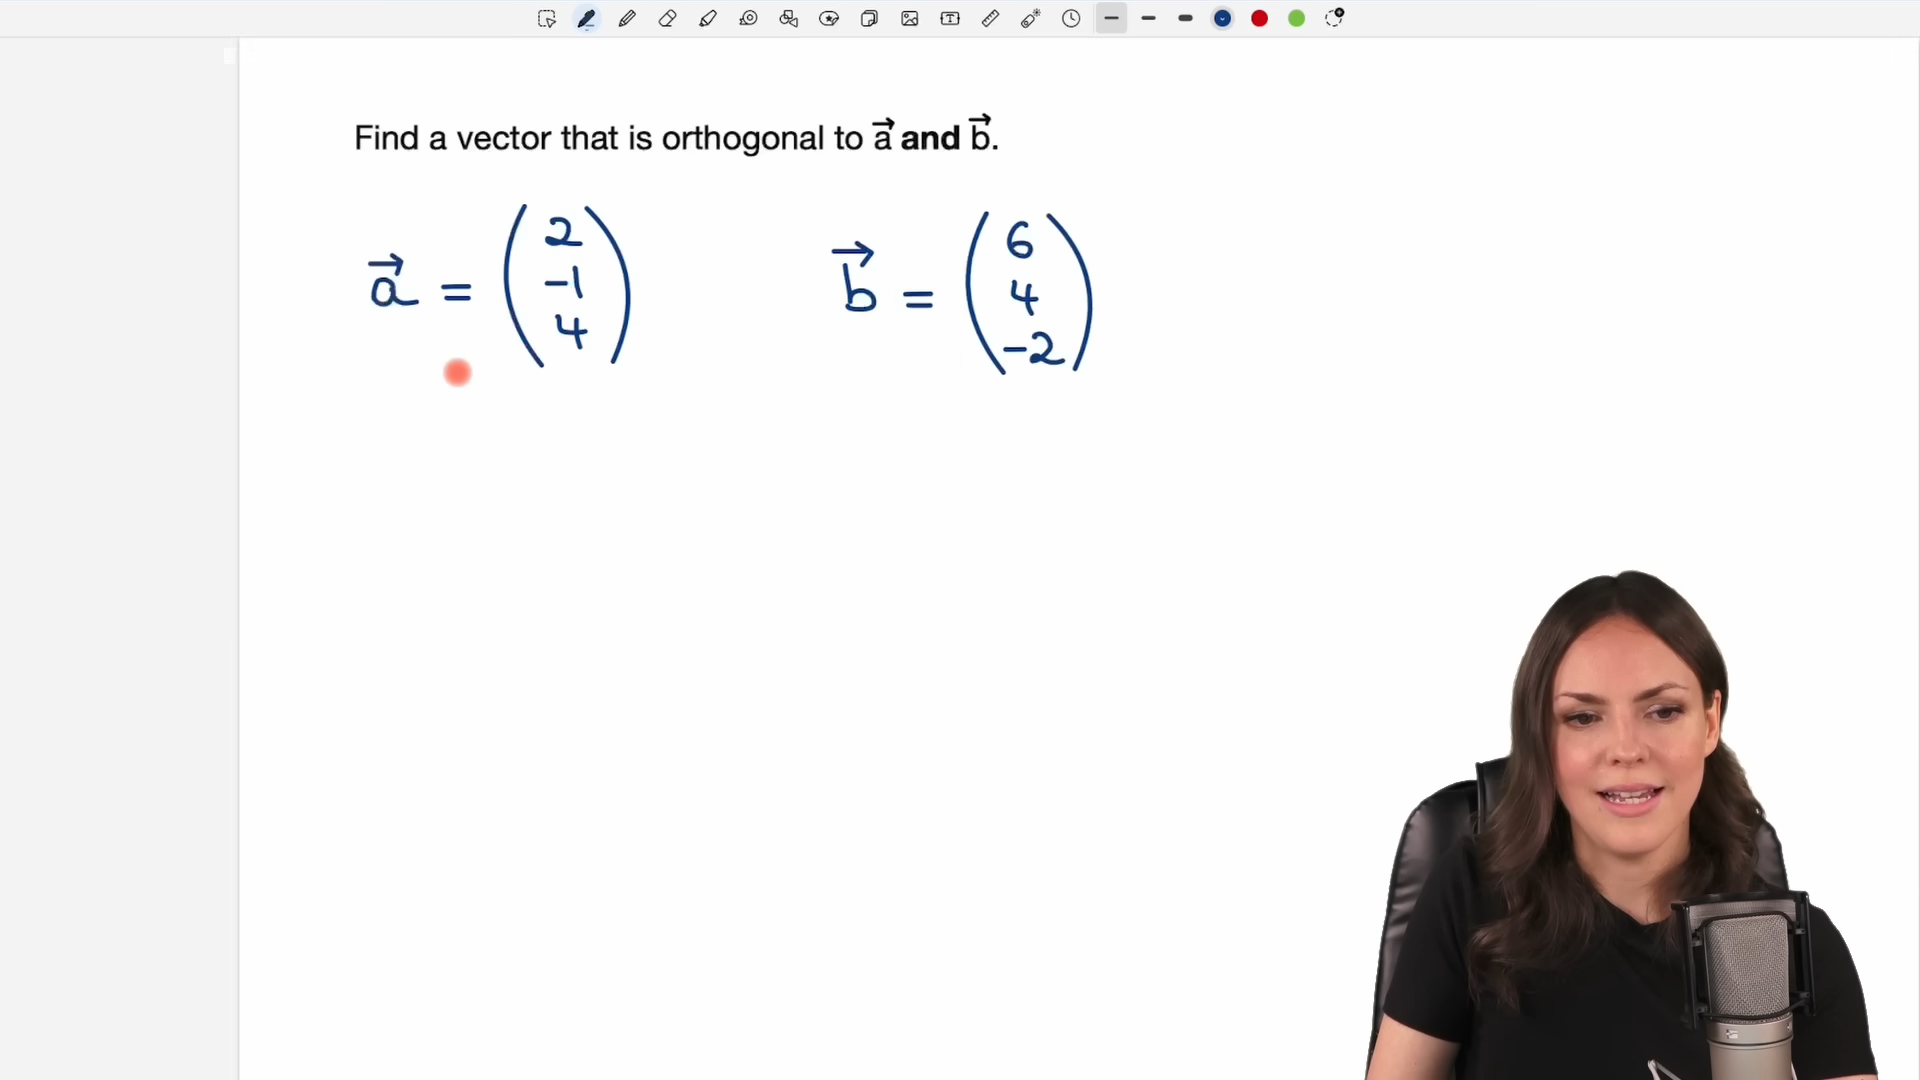 Find a vector that is orthogonal to a⃗ and b⃗.
a⃗ = (2 -1 4) b⃗ = (6 4 -2)